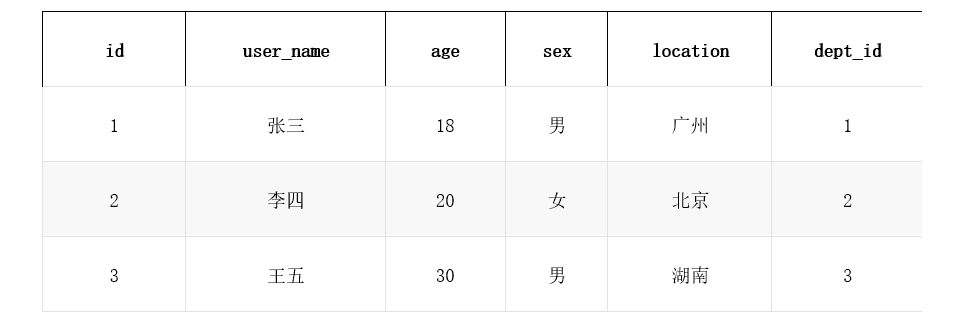 id user_name age sex location dept_id
1 张三 18 男 广州 1
2 李四 20 女 北京 2
3 王五 30 男 湖南 3